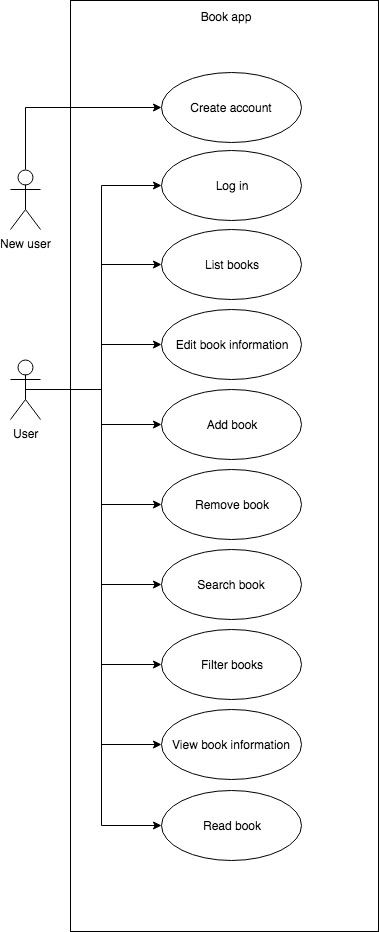 Book app
Create account
New user
Log in
List books
Edit book information
User
Add book
Remove book
Search book
Filter books
View book information
Read book